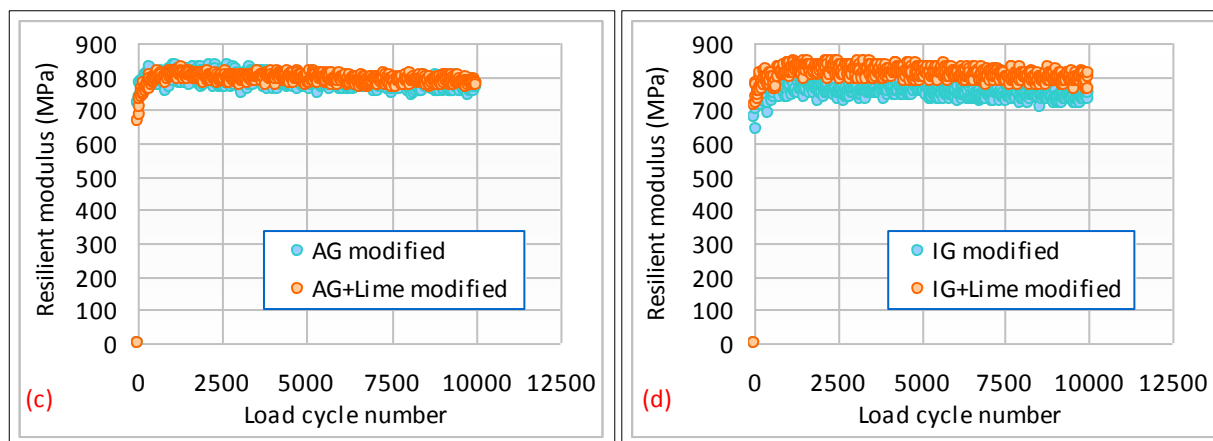 900
800
700
600
500
400
300
200
100
0
Resilient modulus (MPa)
AG modified
AG+Lime modified
0 2500 5000 7500 10000 12500
Load cycle number
(c)
900
800
700
600
500
400
300
200
100
0
Resilient modulus (MPa)
IG modified
IG+Lime modified
0 2500 5000 7500 10000 12500
Load cycle number
(d)